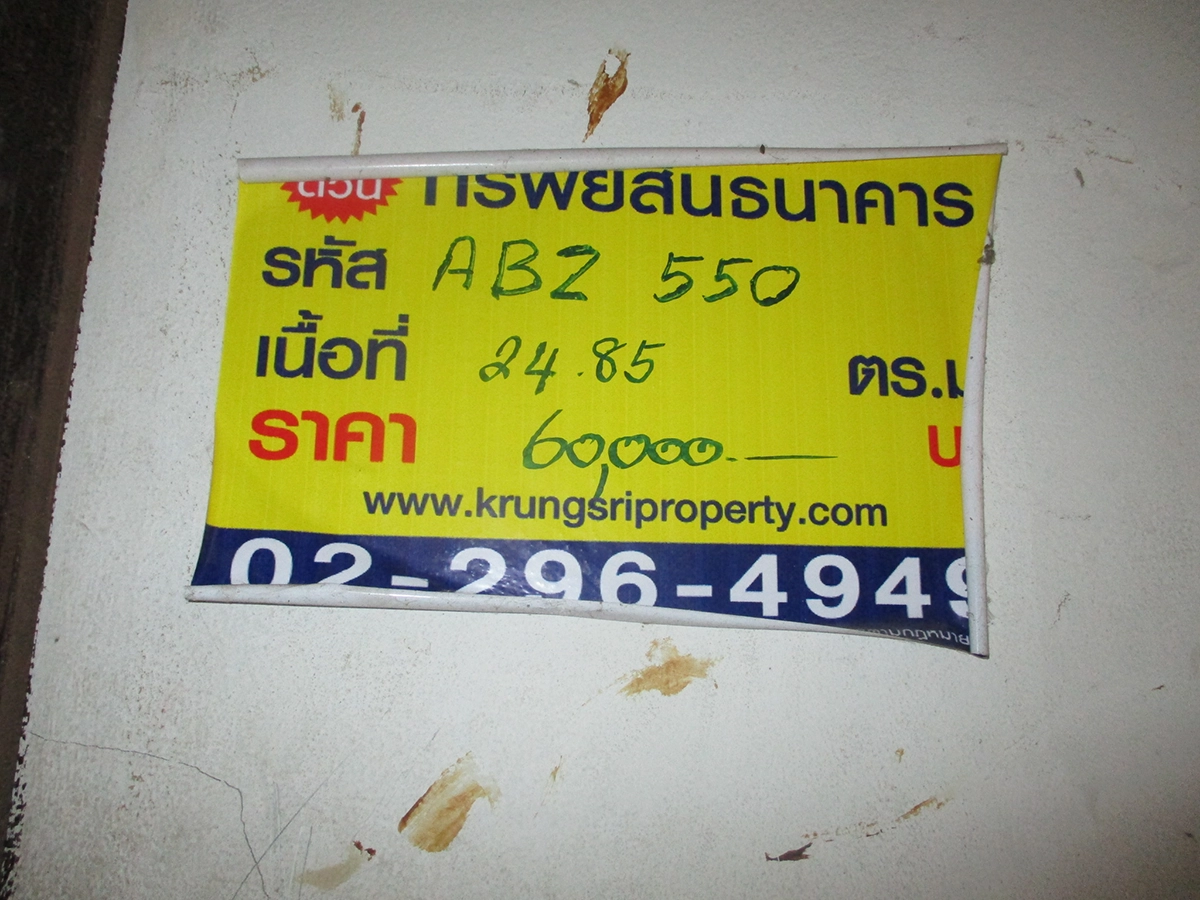 ด่วน ทรัพย์สินธนาคาร
รหัส ABZ 550
เนื้อที่ 24.85 ตร.ม
ราคา 60,000.— บ
www.krungsriproperty.com
02-296-4949